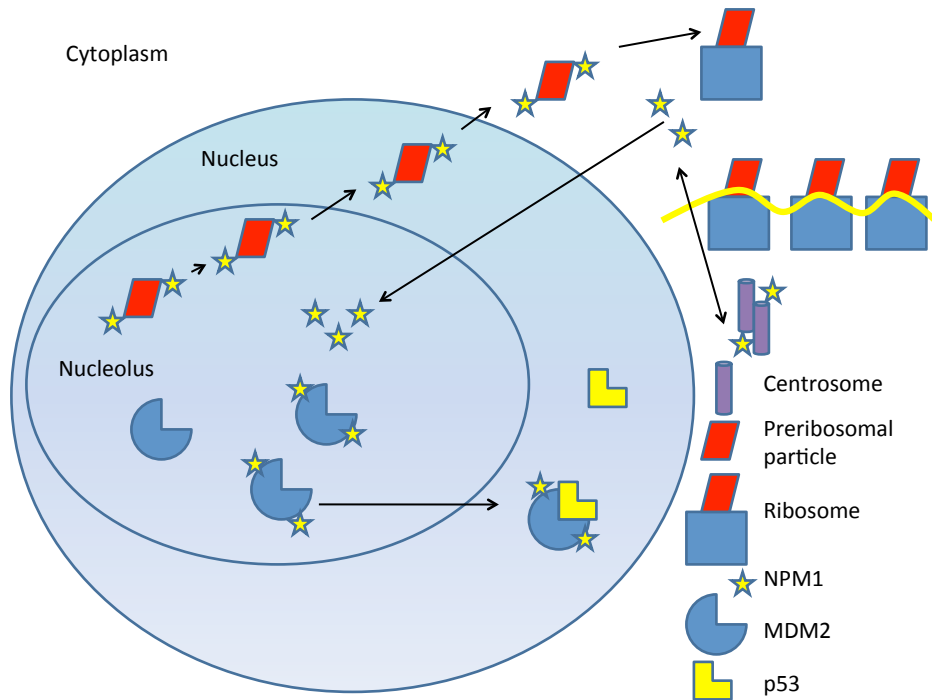 Cytoplasm
Nucleus
Nucleolus
Centrosome
Preribosomal
particle
Ribosome
NPM1
MDM2
p53